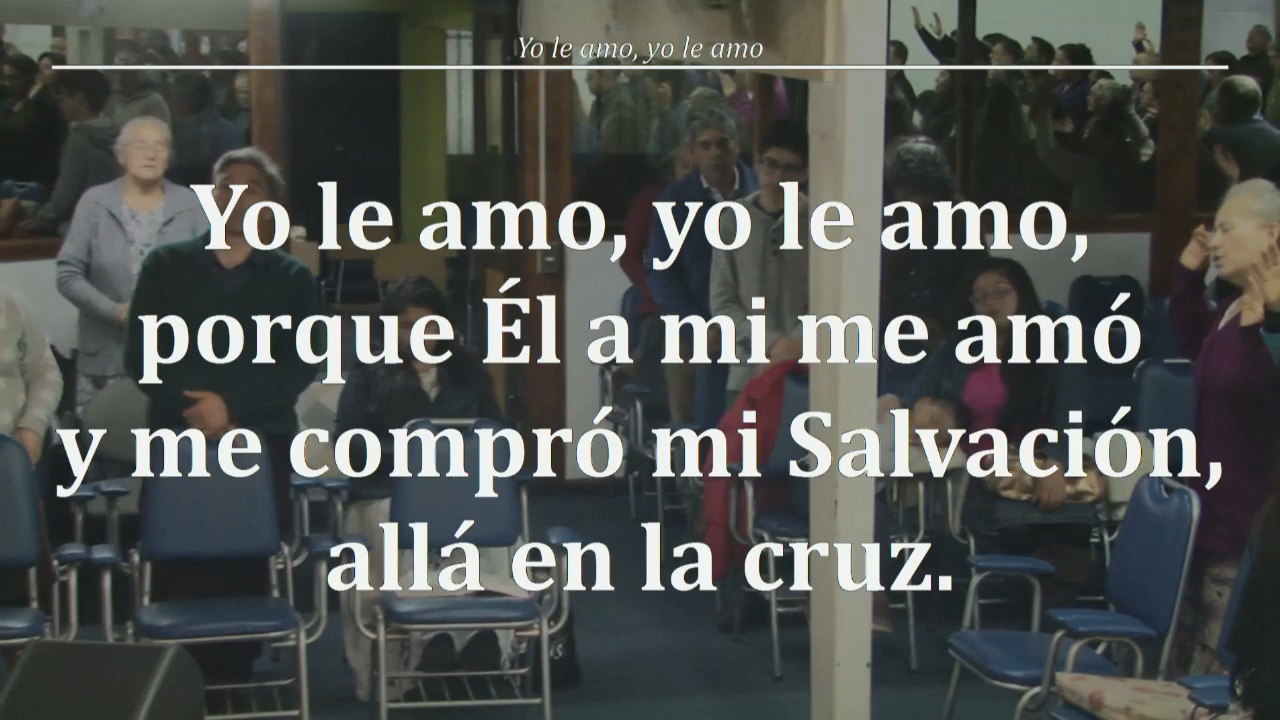 Yo le amo, yo le amo
Yo le amo, yo le amo,
porque Él a mi me amó
y me compró mi Salvación,
allá en la cruz.